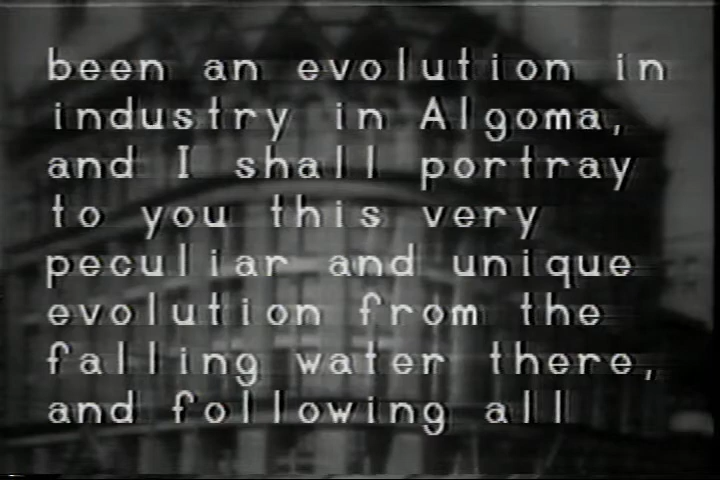 been an evolution in
industry in Algoma,
and I shall portray
to you this very
peculiar and unique
evolution from the
falling water there,
and following all